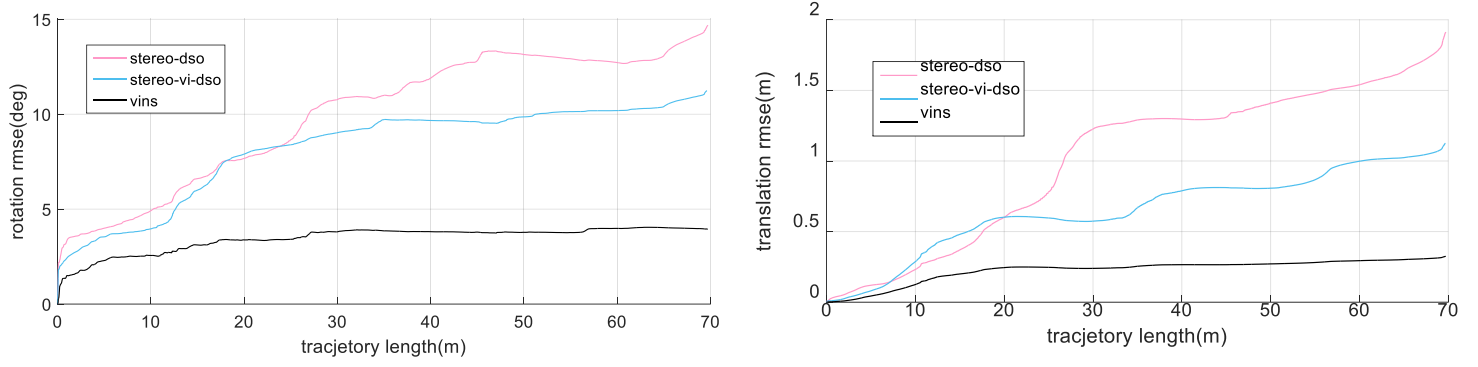 15
10
5
0
rotation rmse(deg)
stereo-dso
stereo-vi-dso
vins
0 10 20 30 40 50 60 70
tracjetory length(m)
2
1.5
1
0.5
0
translation rmse(m)
stereo-dso
stereo-vi-dso
vins
0 10 20 30 40 50 60 70
tracjetory length(m)